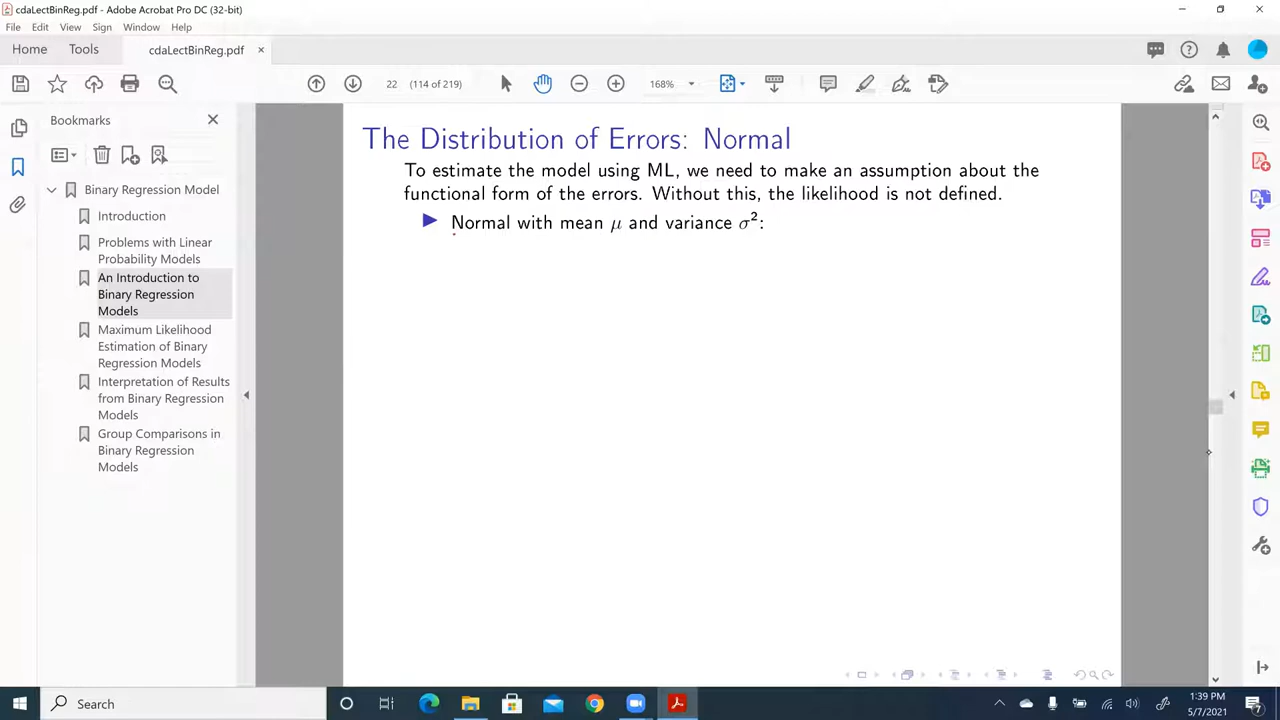 cdaLectBinReg.pdf - Adobe Acrobat Pro DC (32-bit)
File Edit View Sign Window Help
Home Tools cdaLectBinReg.pdf ×
22 (114 of 219) 168%
Bookmarks
Binary Regression Model
Introduction
Problems with Linear
Probability Models
An Introduction to
Binary Regression
Models
Maximum Likelihood
Estimation of Binary
Regression Models
Interpretation of Results
from Binary Regression
Models
Group Comparisons in
Binary Regression
Models
The Distribution of Errors: Normal
To estimate the model using ML, we need to make an assumption about the
functional form of the errors. Without this, the likelihood is not defined.
▶ Normal with mean μ and variance σ²:
Search
1:39 PM
5/7/2021
7